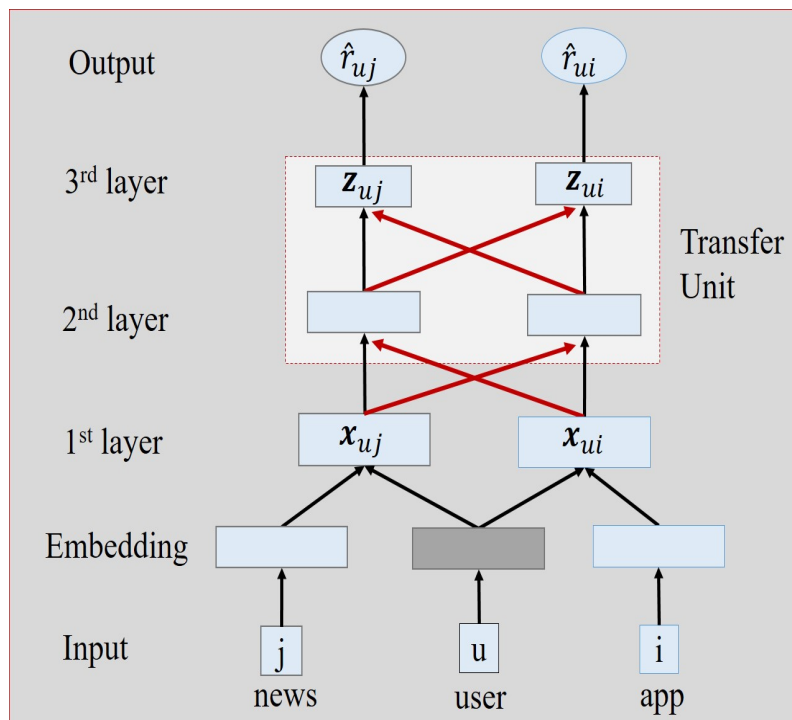 Output r̂uj r̂ui
3rd layer zuj zui
Transfer
Unit
2nd layer
1st layer xuj xui
Embedding
Input j u i
news user app